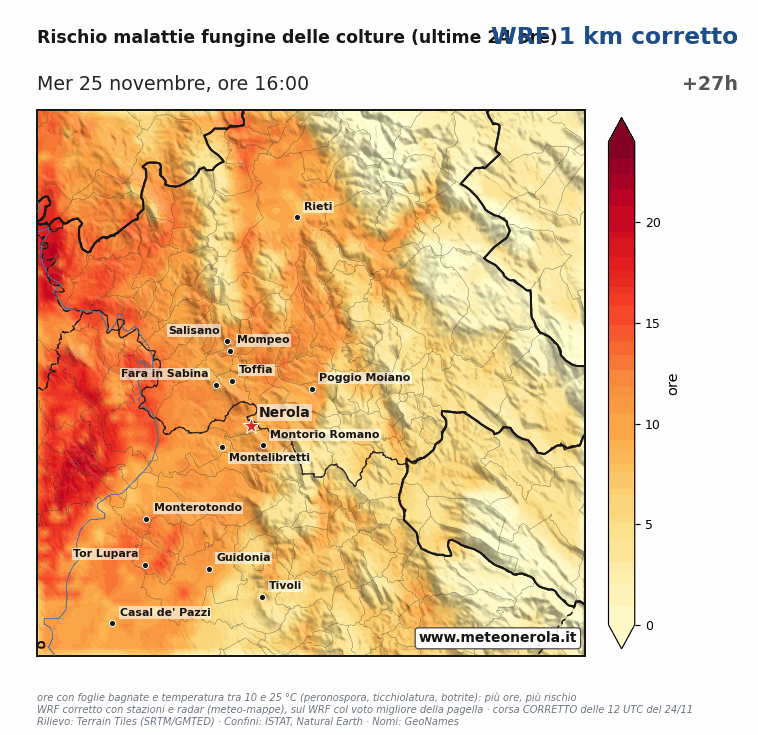 Rischio malattie fungine delle colture (ultime 24 ore)
WRF 1 km corretto
Mer 25 novembre, ore 16:00
+27h
Rieti
Salisano
Mompeo
Toffia
Fara in Sabina
Poggio Moiano
Nerola
Montorio Romano
Montelibretti
Monterotondo
Tor Lupara
Guidonia
Tivoli
Casal de' Pazzi
www.meteonerola.it
20
15
10
5
0
ore
ore con foglie bagnate e temperatura tra 10 e 25 °C (peronospora, ticchiolatura, botrite): più ore, più rischio
WRF corretto con stazioni e radar (meteo-mappe), sul WRF col voto migliore della pagella · corsa CORRETTO delle 12 UTC del 24/11
Rilievo: Terrain Tiles (SRTM/GMTED) · Confini: ISTAT, Natural Earth · Nomi: GeoNames